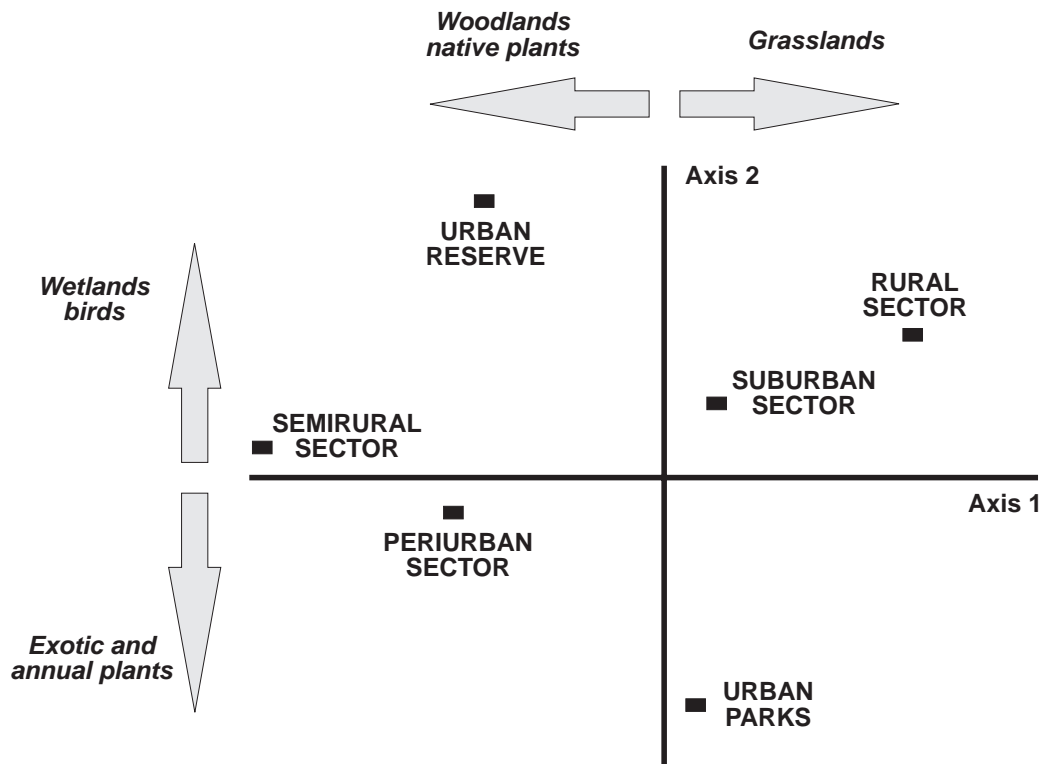 Woodlands
native plants
Grasslands
Axis 2
URBAN
RESERVE
Wetlands
birds
RURAL
SECTOR
SUBURBAN
SECTOR
SEMIRURAL
SECTOR
Axis 1
PERIURBAN
SECTOR
Exotic and
annual plants
URBAN
PARKS